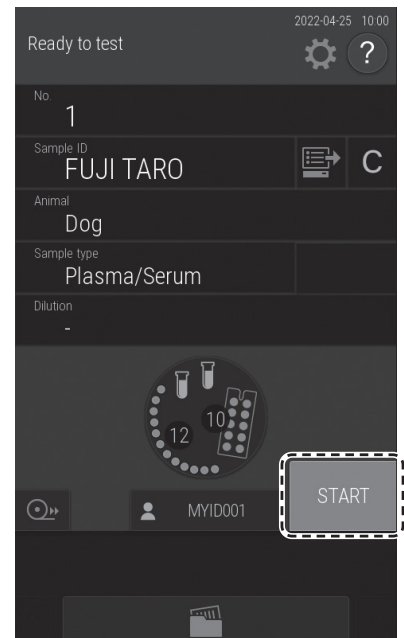 2022-04-25 10:00
Ready to test
?
No.
1
Sample ID
FUJI TARO
C
Animal
Dog
Sample type
Plasma/Serum
Dilution
-
10
12
START
MYID001